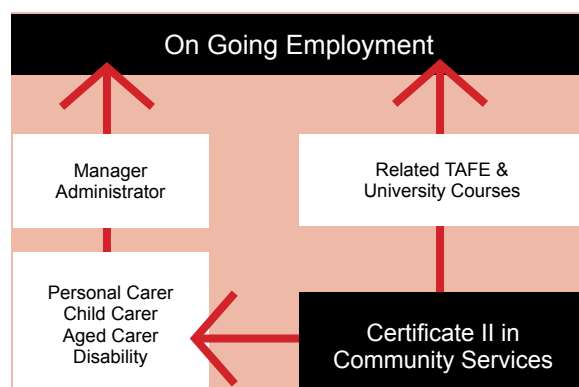 On Going Employment
Manager
Administrator
Related TAFE &
University Courses
Personal Carer
Child Carer
Aged Carer
Disability
Certificate II in
Community Services